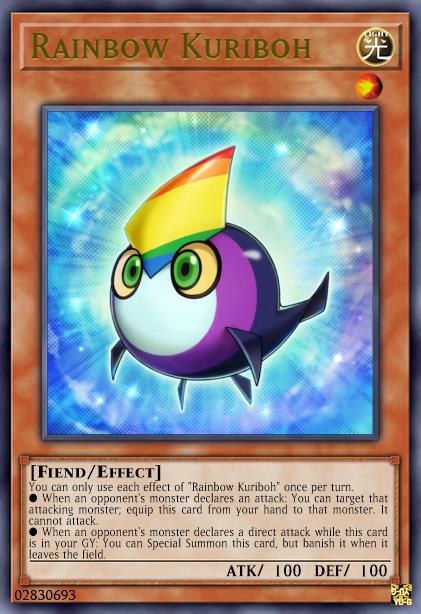 Rainbow Kuriboh
LIGHT
光
[Fiend/Effect]
You can only use each effect of "Rainbow Kuriboh" once per turn.
● When an opponent's monster declares an attack: You can target that
attacking monster; equip this card from your hand to that monster. It
cannot attack.
● When an opponent's monster declares a direct attack while this card
is in your GY: You can Special Summon this card, but banish it when it
leaves the field.
ATK/ 100 DEF/ 100
02830693